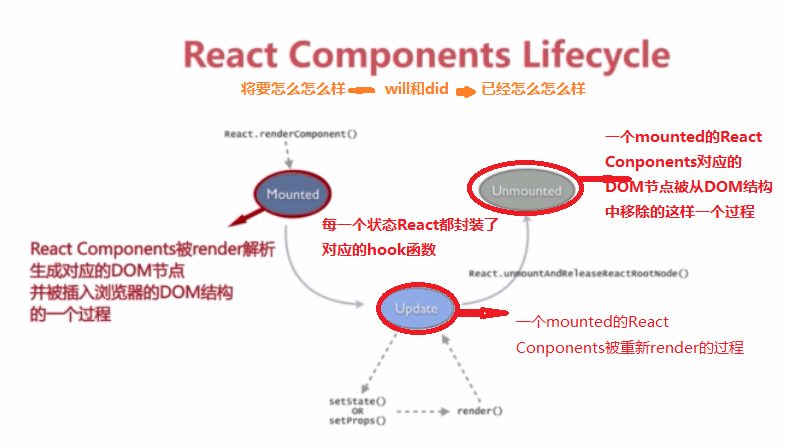 React Components Lifecycle
将要怎么怎么样 will和did 已经怎么怎么样
React.renderComponent()
Mounted
React Components被render解析
生成对应的DOM节点
并被插入浏览器的DOM结构
的一个过程
每一个状态React都封装了
对应的hook函数
Unmounted
一个mounted的React
Conponents对应的
DOM节点被从DOM结构
中移除的这样一个过程
React.unmountAndReleaseReactRootNode()
Update
一个mounted的React
Conponents被重新render的过程
setState()
OR
setProps()
render()